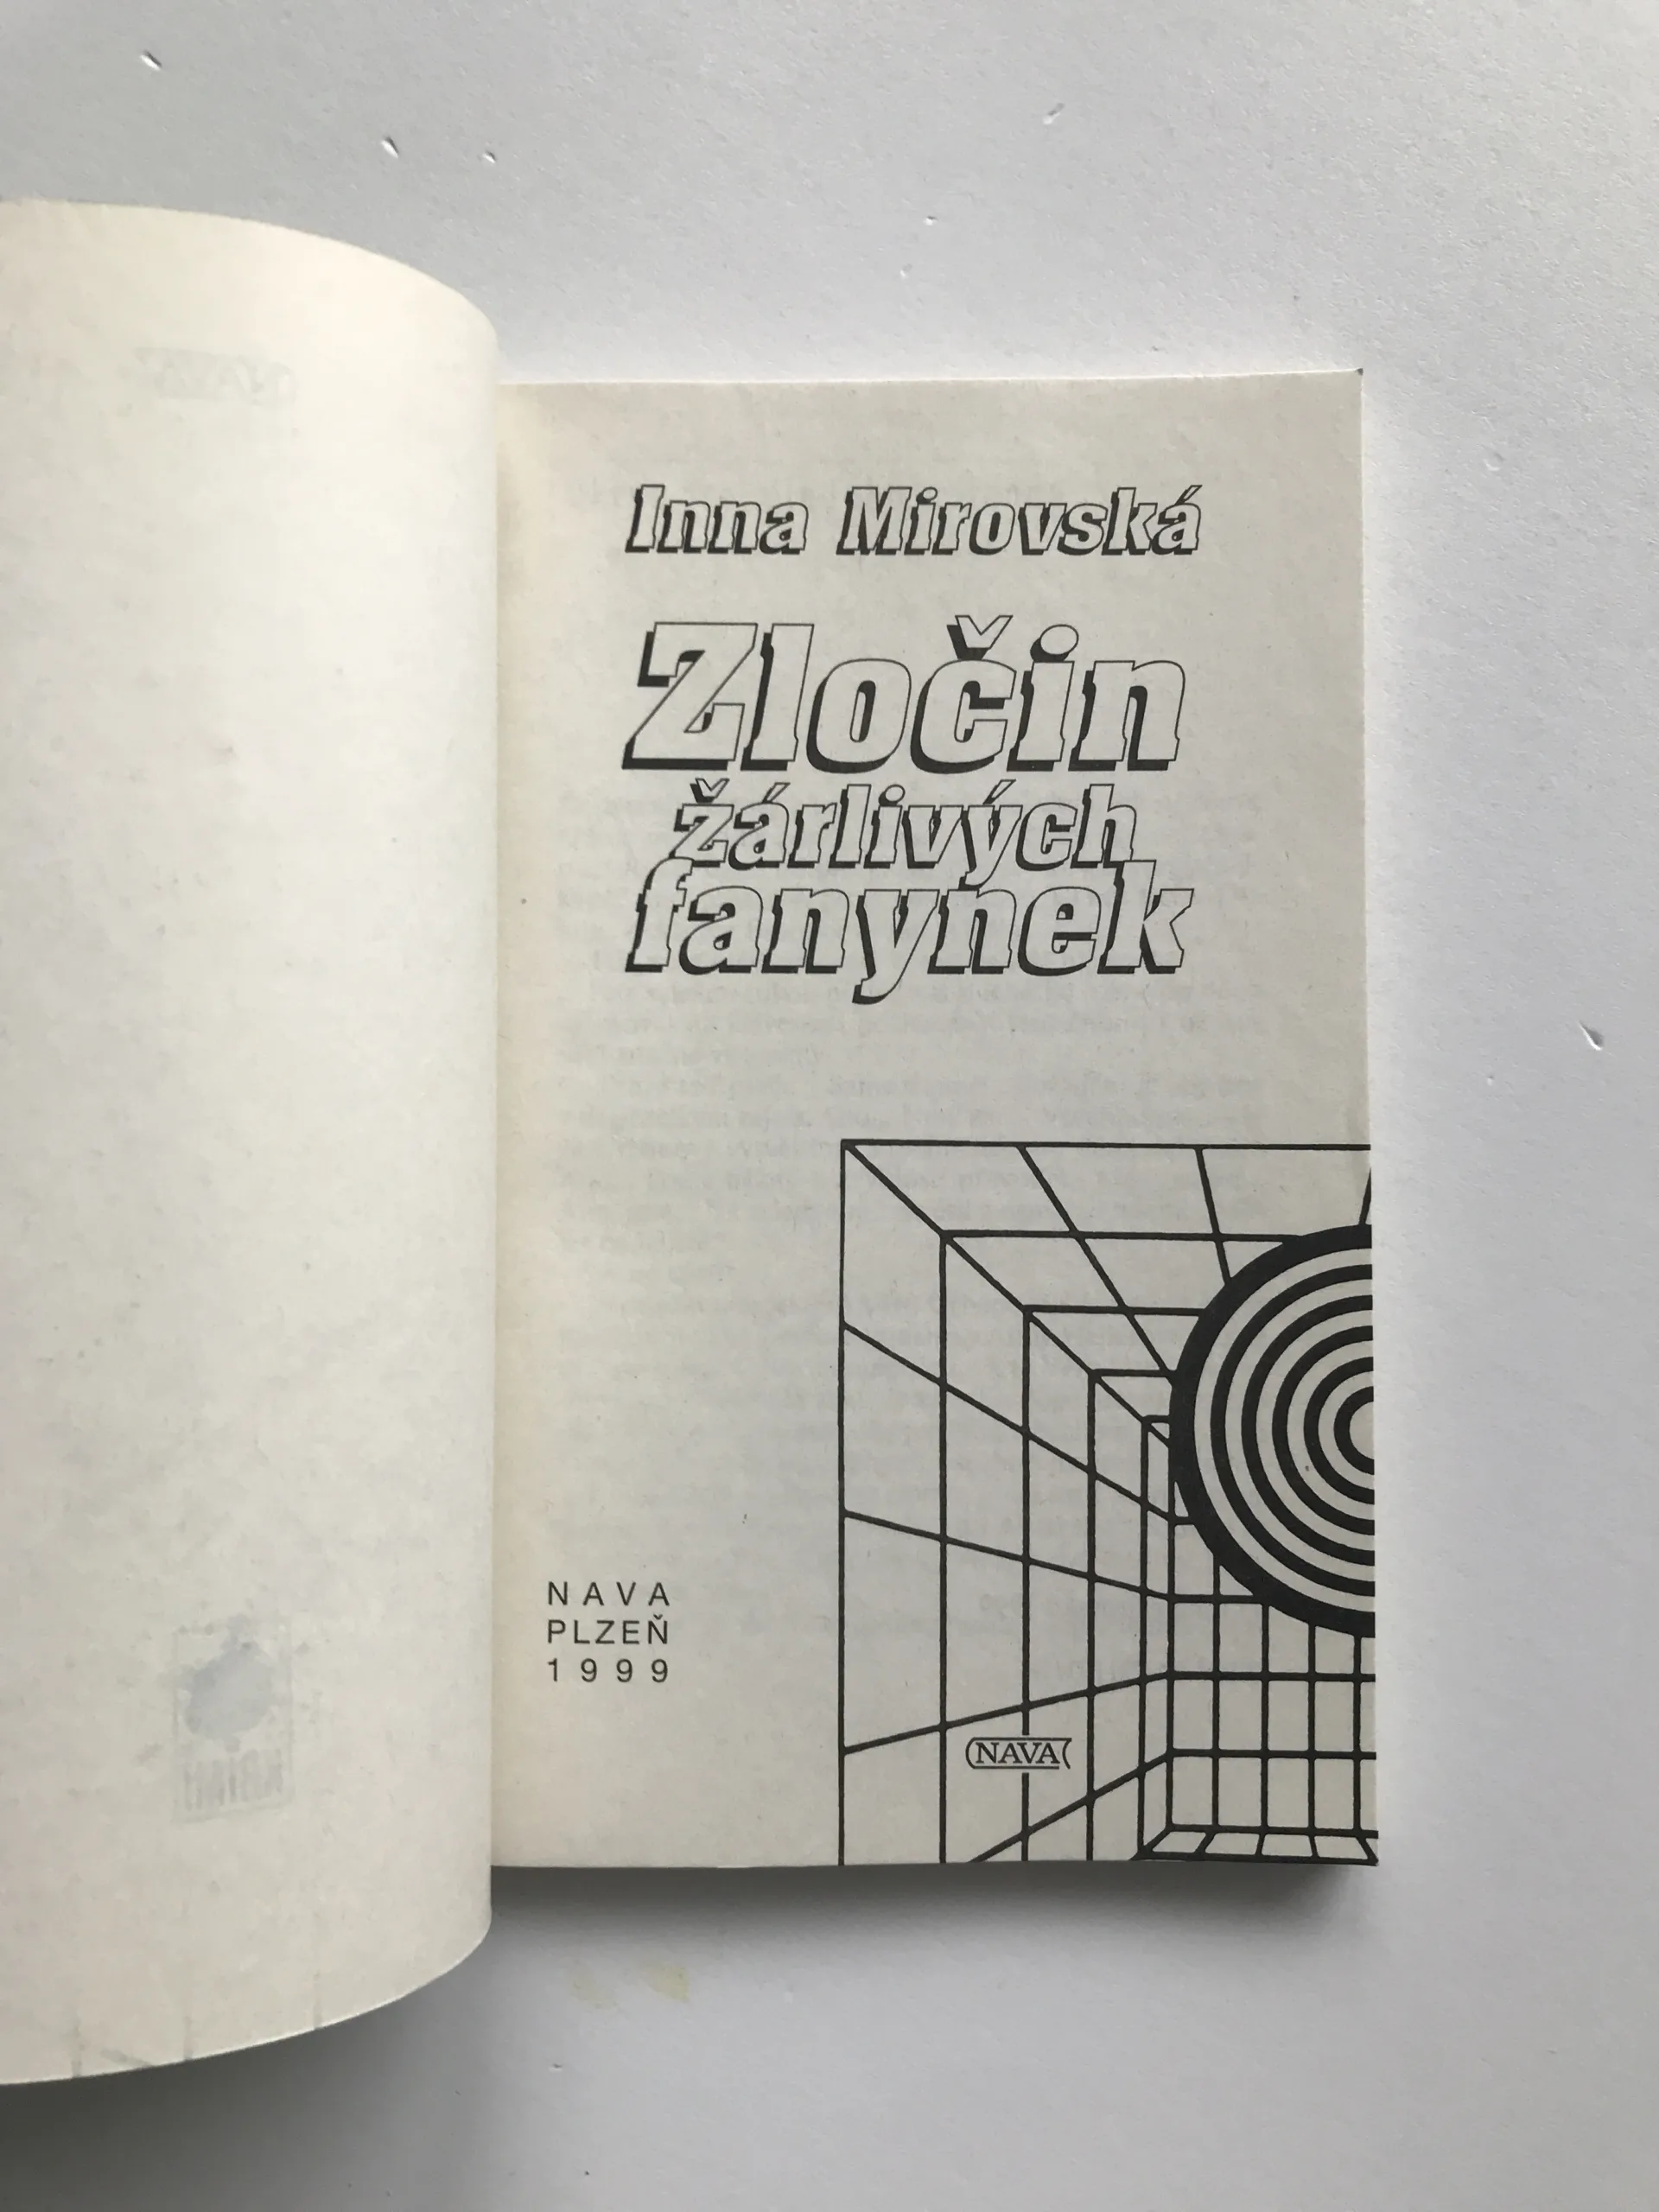 Inna Mirovská
Zločin
žárlivých
fanynek
NAVA
PLZEŇ
1999
NAVA